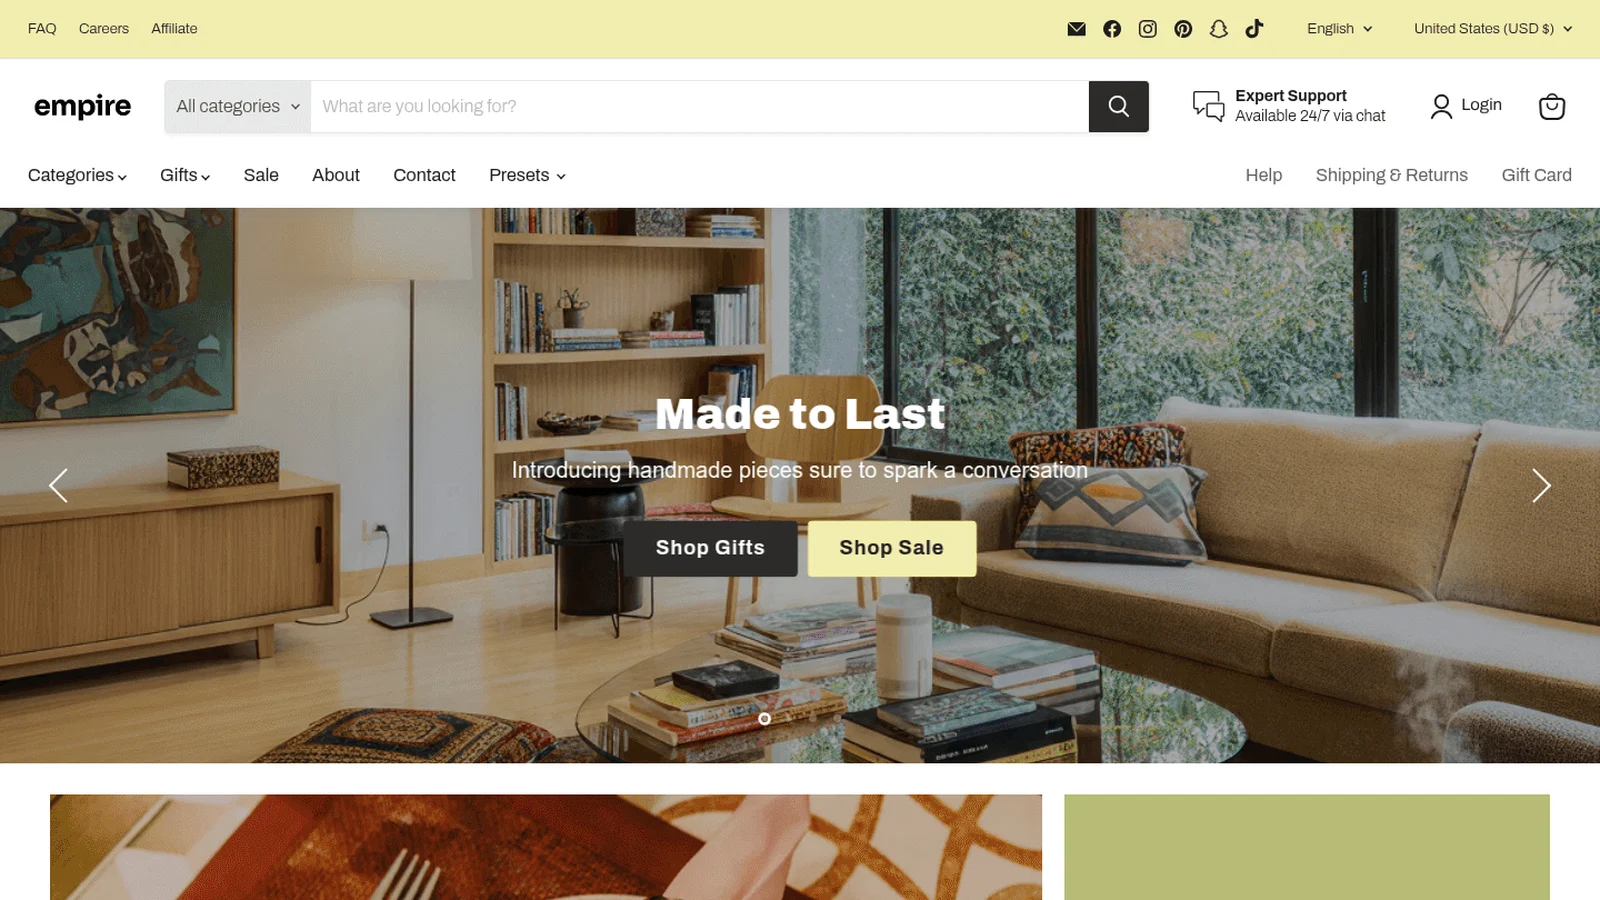 FAQ Careers Affiliate English United States (USD $)
empire All categories What are you looking for? Expert Support
Available 24/7 via chat
Login
Categories Gifts Sale About Contact Presets Help Shipping & Returns Gift Card
Made to Last
Introducing handmade pieces sure to spark a conversation
Shop Gifts Shop Sale